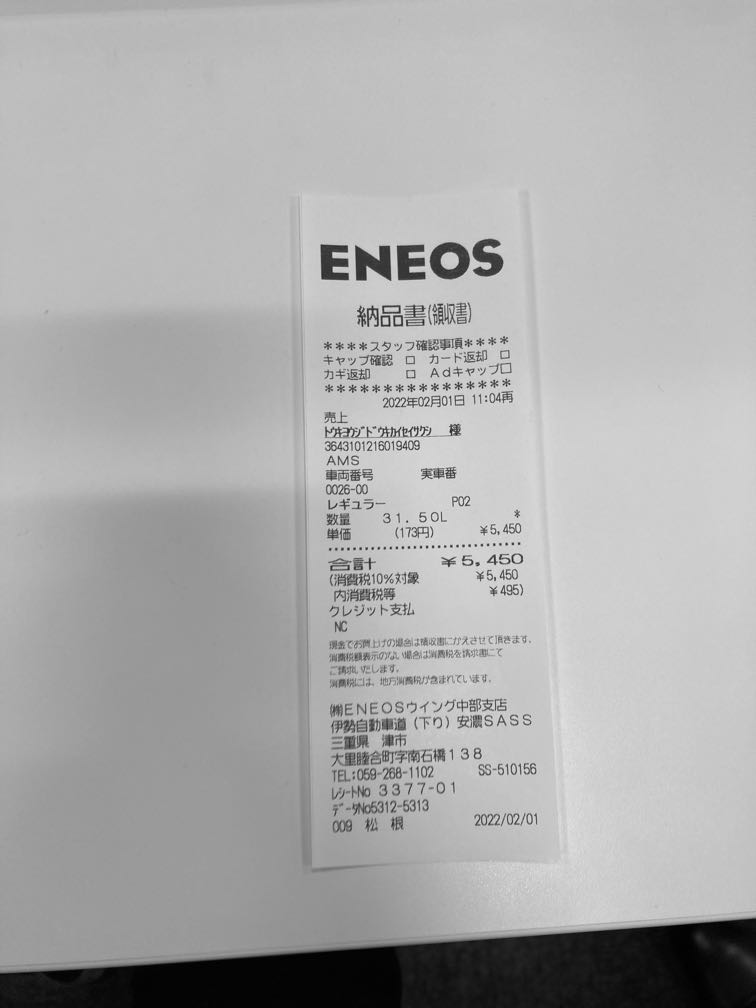 ENEOS
納品書(領収書)
****スタッフ確認事項****
キャップ確認 □ カード返却 □
カギ返却 □ Adキャップ□
****************
2022年02月01日 11:04再
売上
ﾄｳｷﾖｳｼﾞﾄﾞｳｷｶｲｾｲｻｸｼ 様
3643101216019409
AMS
車両番号 実車番
0026-00
レギュラー P02
数量 31.50L *
単価 (173円) ¥5,450
合計 ¥5,450
(消費税10%対象 ¥5,450
内消費税等 ¥495)
クレジット支払
NC
現金でお買上げの場合は領収書にかえさせて頂きます。
消費税額表示のない場合は消費税を請求書にて
ご請求いたします。
消費税には、地方消費税が含まれています。
㈱ENEOSウイング中部支店
伊勢自動車道(下り)安濃SASS
三重県 津市
大里睦合町字南石橋138
TEL:059-268-1102 SS-510156
ﾚｼｰﾄNo 3377-01
ﾃﾞｰﾀNo5312-5313
009 松 根 2022/02/01